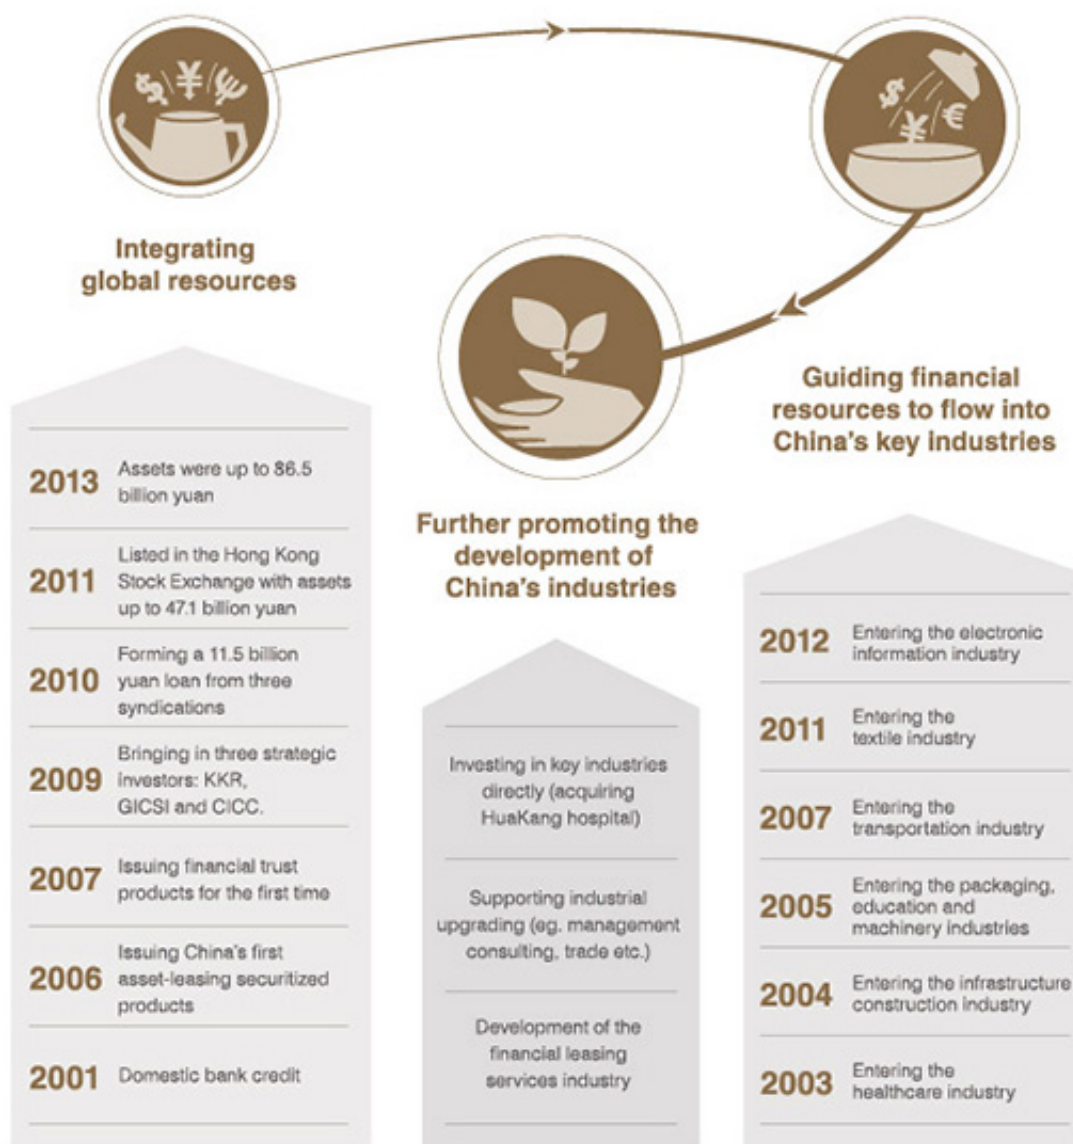 Integrating
global resources
2013
Assets were up to 86.5
billion yuan
2011
Listed in the Hong Kong
Stock Exchange with assets
up to 47.1 billion yuan
2010
Forming a 11.5 billion
yuan loan from three
syndications
2009
Bringing in three strategic
investors: KKR,
GICSI and CICC.
2007
Issuing financial trust
products for the first time
2006
Issuing China's first
asset-leasing securitized
products
2001
Domestic bank credit
Further promoting the
development of
China's industries
Investing in key industries
directly (acquiring
HuaKang hospital)
Supporting industrial
upgrading (eg. management
consulting, trade etc.)
Development of the
financial leasing
services industry
Guiding financial
resources to flow into
China's key industries
2012
Entering the electronic
information industry
2011
Entering the
textile industry
2007
Entering the
transportation industry
2005
Entering the packaging,
education and
machinery industries
2004
Entering the infrastructure
construction industry
2003
Entering the
healthcare industry